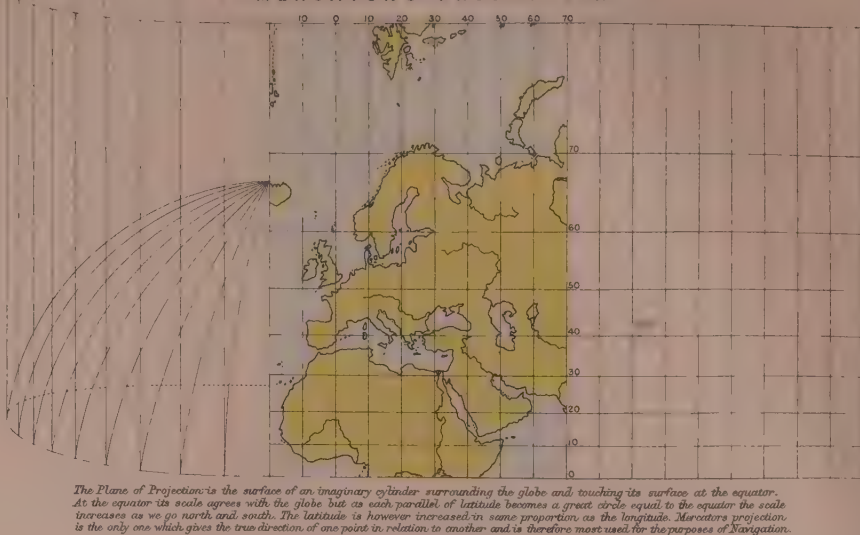 10 0 10 20 30 40 50 60 70
70
60
50
40
30
20
10
0
The Plane of Projection is the surface of an imaginary cylinder surrounding the globe and touching its surface at the equator.
At the equator its scale agrees with the globe but as each parallel of latitude becomes a great circle equal to the equator the scale
increases as we go north and south. The latitude is however increased in same proportion as the longitude. Mercators projection
is the only one which gives the true direction of one point in relation to another and is therefore most used for the purposes of Navigation.